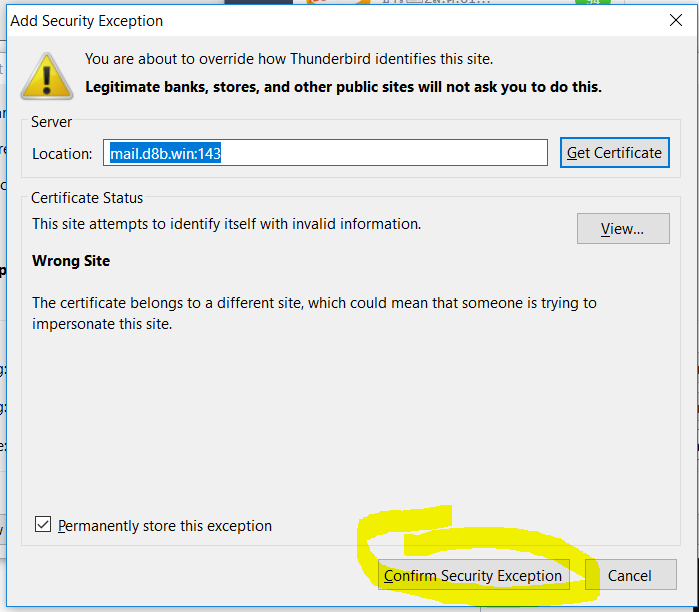 Add Security Exception
You are about to override how Thunderbird identifies this site.
Legitimate banks, stores, and other public sites will not ask you to do this.
Server
Location:
mail.d8b.win:143
Get Certificate
Certificate Status
This site attempts to identify itself with invalid information.
View...
Wrong Site
The certificate belongs to a different site, which could mean that someone is trying to
impersonate this site.
Permanently store this exception
Confirm Security Exception
Cancel